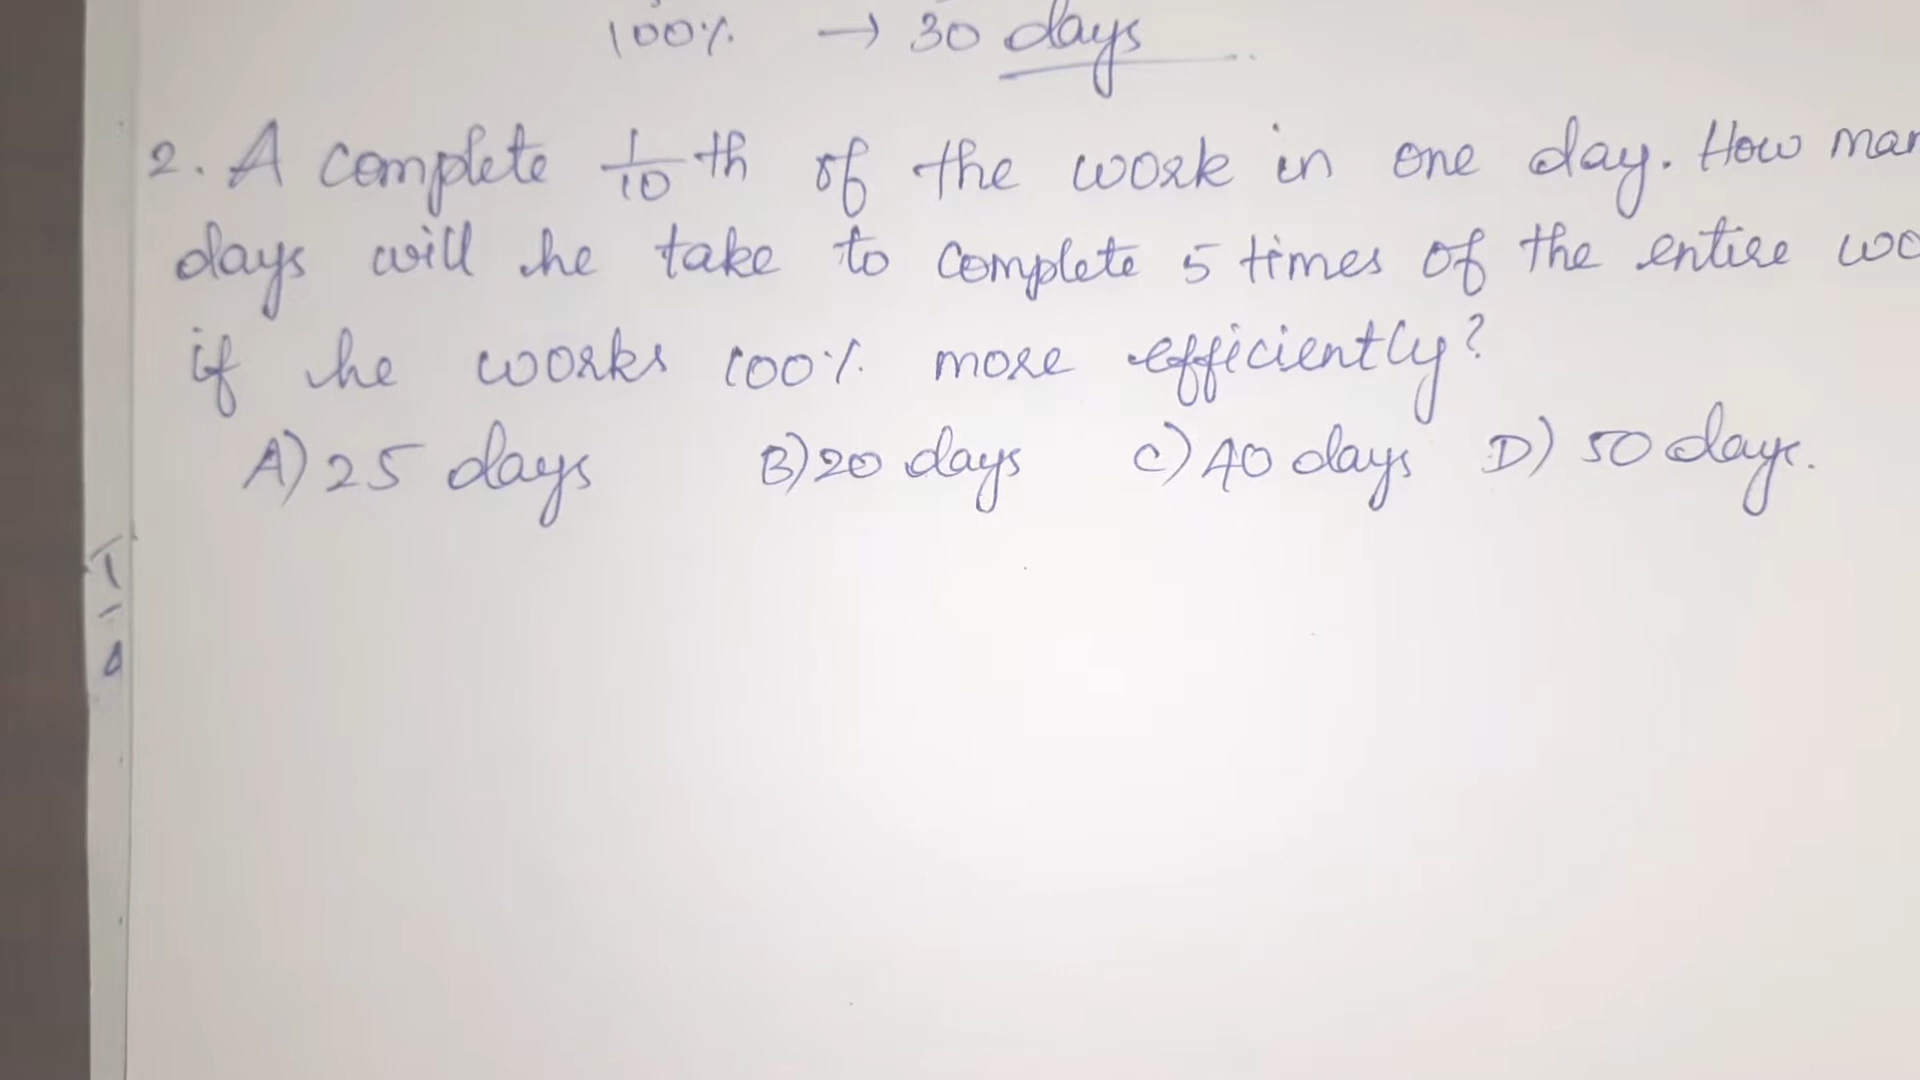 100% → 30 days
2. A complete 1/10 th of the work in one day. How
days will he take to complete 5 times of the entire
if he works 100% more efficiently?
A) 25 days B) 20 days C) 40 days D) 50 days.